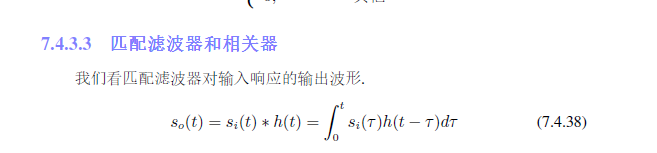 7.4.3.3 匹配滤波器和相关器
我们看匹配滤波器对输入响应的输出波形.
s_o(t) = s_i(t) * h(t) = ∫_0^t s_i(τ)h(t − τ)dτ (7.4.38)